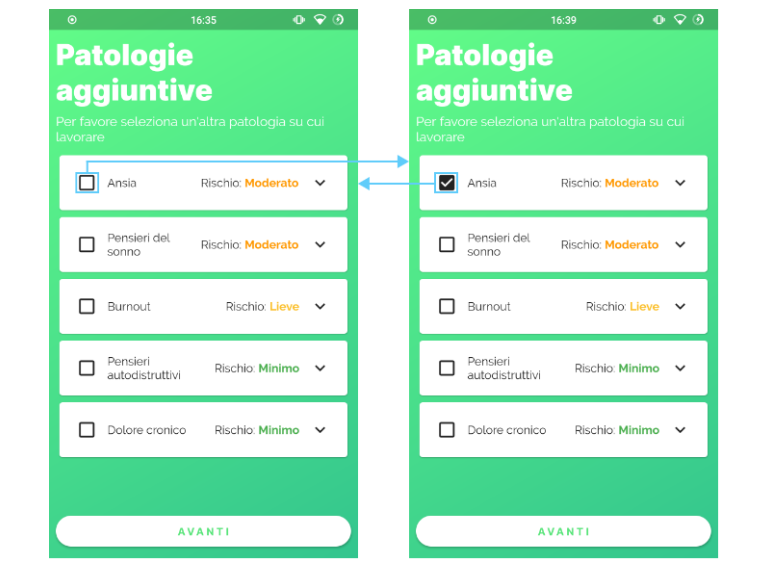 16:35
Patologie
aggiuntive
Per favore seleziona un'altra patologia su cui
lavorare
Ansia Rischio: Moderato
Pensieri del
sonno
Rischio: Moderato
Burnout Rischio: Lieve
Pensieri
autodistruttivi
Rischio: Minimo
Dolore cronico Rischio: Minimo
AVANTI
16:39
Patologie
aggiuntive
Per favore seleziona un'altra patologia su cui
lavorare
Ansia Rischio: Moderato
Pensieri del
sonno
Rischio: Moderato
Burnout Rischio: Lieve
Pensieri
autodistruttivi
Rischio: Minimo
Dolore cronico Rischio: Minimo
AVANTI